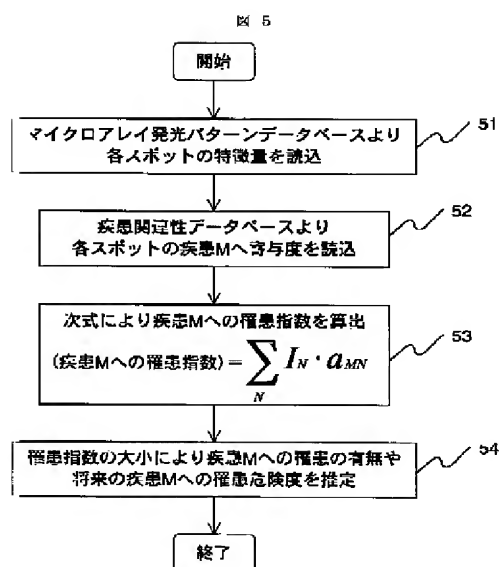 図 5
開始
マイクロアレイ発光パターンデータベースより
各スポットの特徴量を読込
51
疾患関連性データベースより
各スポットの疾患Mへ寄与度を読込
52
次式により疾患Mへの罹患指数を算出
(疾患Mへの罹患指数)=∑ I_N · a_MN
N
53
罹患指数の大小により疾患Mへの罹患の有無や
将来の疾患Mへの罹患危険度を推定
54
終了